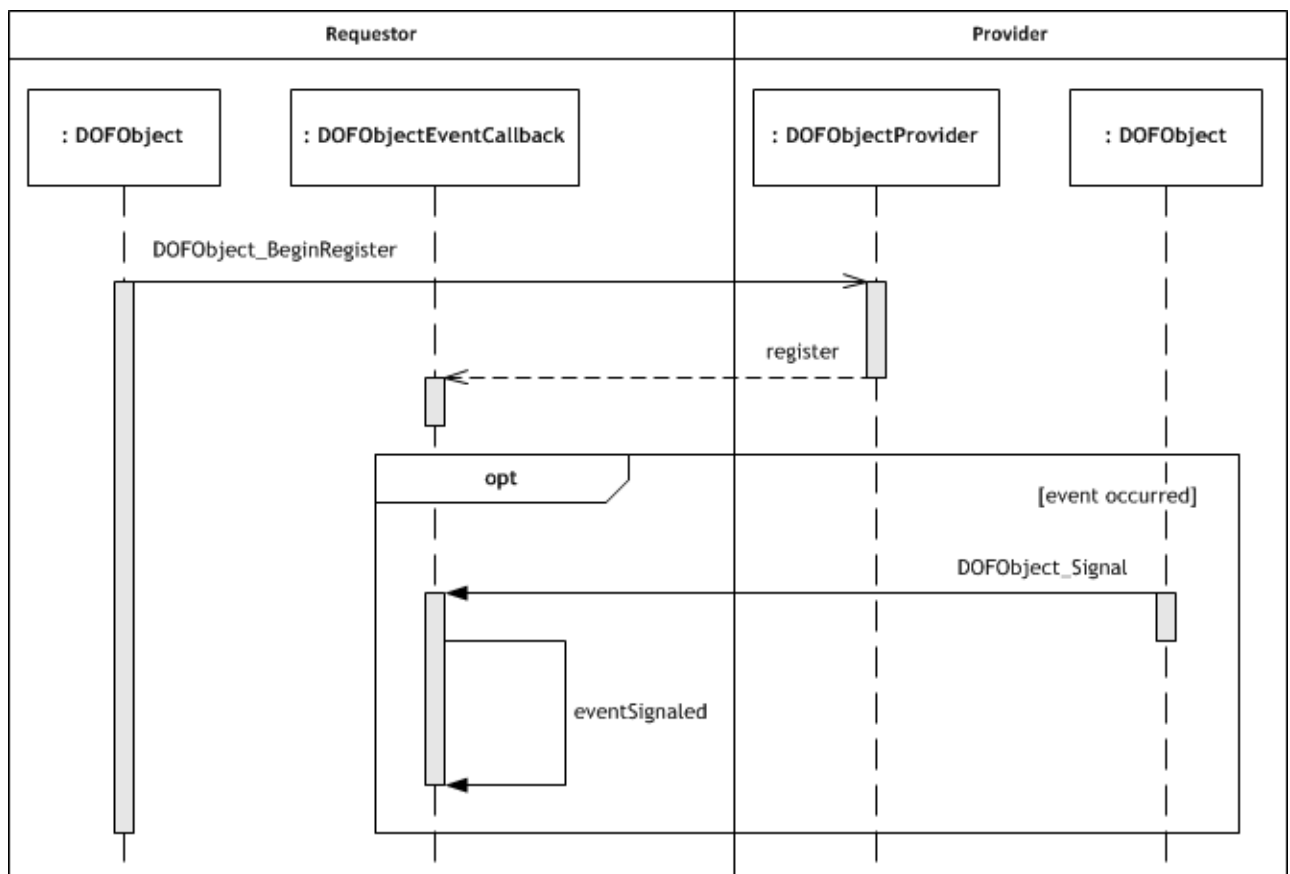 Requestor
Provider
: DOFObject
: DOFObjectEventCallback
: DOFObjectProvider
: DOFObject
DOFObject_BeginRegister
register
opt
[event occurred]
DOFObject_Signal
eventSignaled